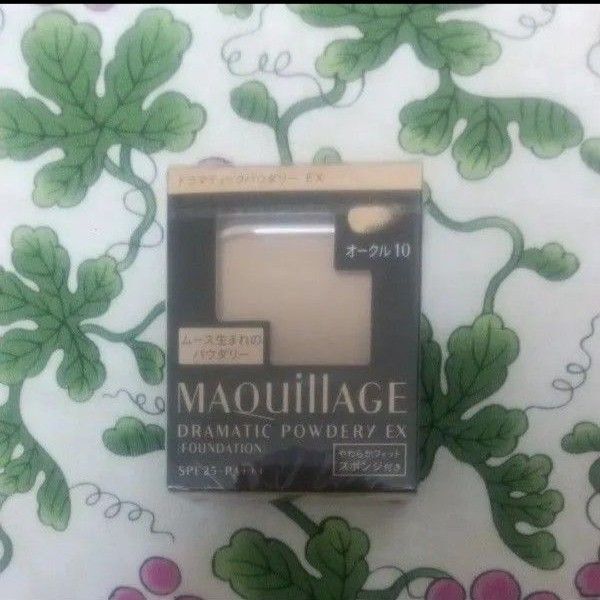 ドラマティックパウダリー EX
オークル10
ムース生まれの
パウダリー
MAQuillAGE
DRAMATIC POWDERY EX
:FOUNDATION
やわらかフィット
スポンジ付き
SPF25・PA+++